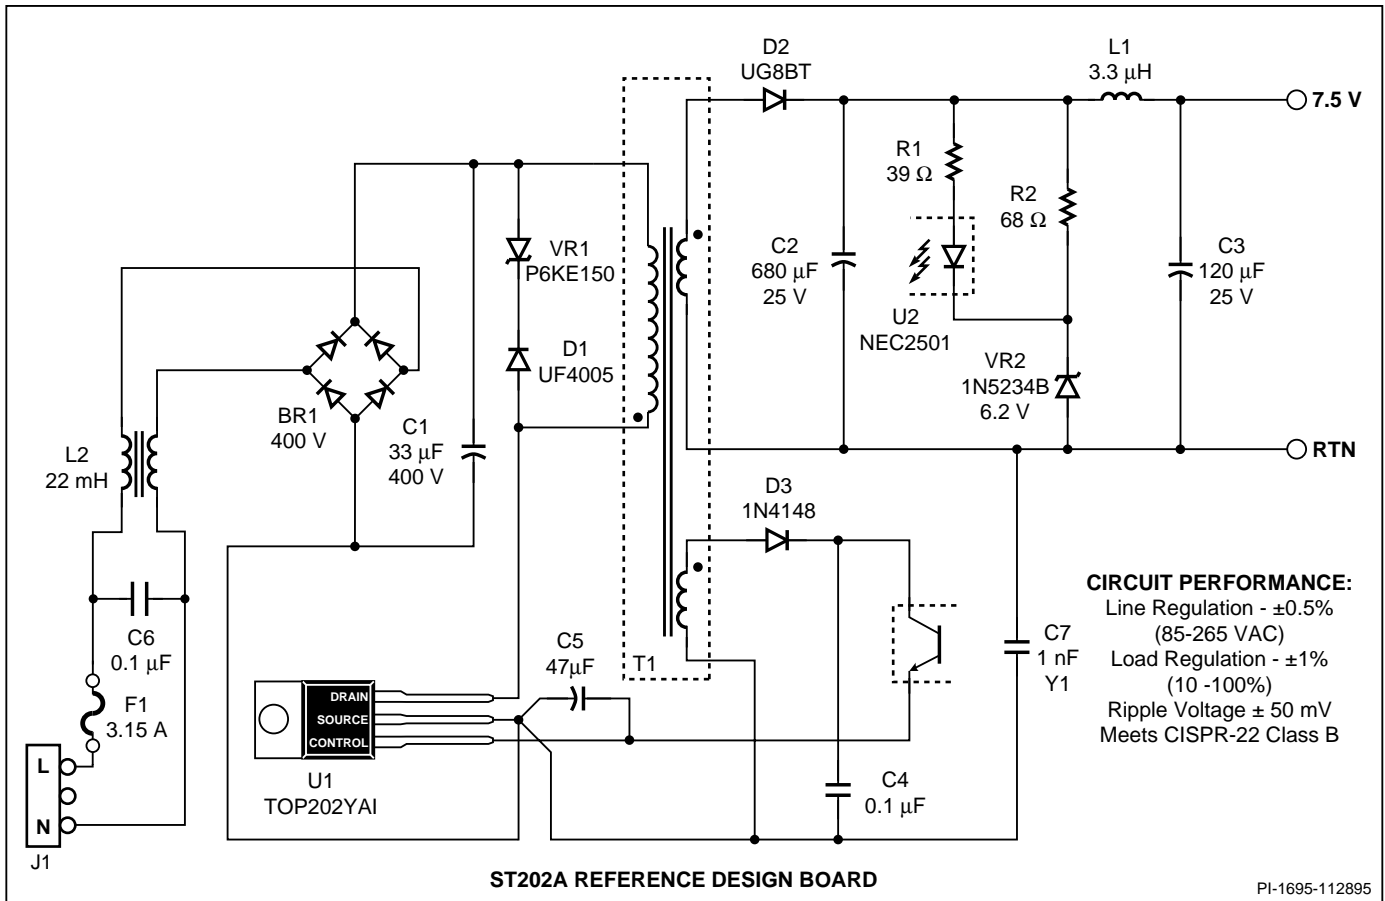 D2
UG8BT
L1
3.3 µH
7.5 V
R1
39 Ω
R2
68 Ω
VR1
P6KE150
C2
680 µF
25 V
C3
120 µF
25 V
U2
NEC2501
D1
UF4005
VR2
1N5234B
6.2 V
BR1
400 V
C1
33 µF
400 V
L2
22 mH
RTN
D3
1N4148
CIRCUIT PERFORMANCE:
Line Regulation - ±0.5%
(85-265 VAC)
Load Regulation - ±1%
(10 -100%)
Ripple Voltage ± 50 mV
Meets CISPR-22 Class B
C6
0.1 µF
C5
47µF
T1
C7
1 nF
Y1
F1
3.15 A
DRAIN
SOURCE
CONTROL
L
N
J1
U1
TOP202YAI
C4
0.1 µF
ST202A REFERENCE DESIGN BOARD
PI-1695-112895